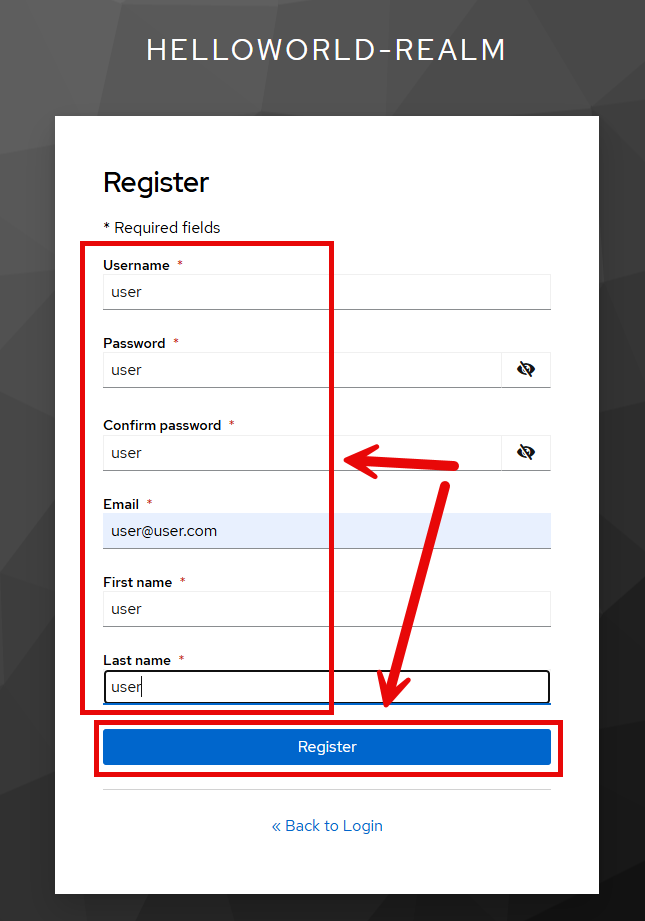 HELLOWORLD-REALM
Register
* Required fields
Username *
user
Password *
user
Confirm password *
user
Email *
user@user.com
First name *
user
Last name *
user
Register
« Back to Login